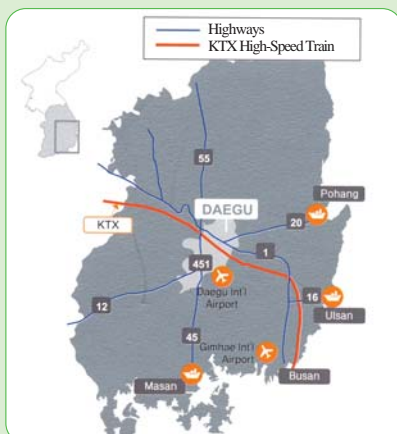 Highways
KTX High-Speed Train
55
Pohang
DAEGU
20
KTX
1
451
Daegu Int'l
Airport
16
12
Ulsan
45
Gimhae Int'l
Airport
Masan
Busan